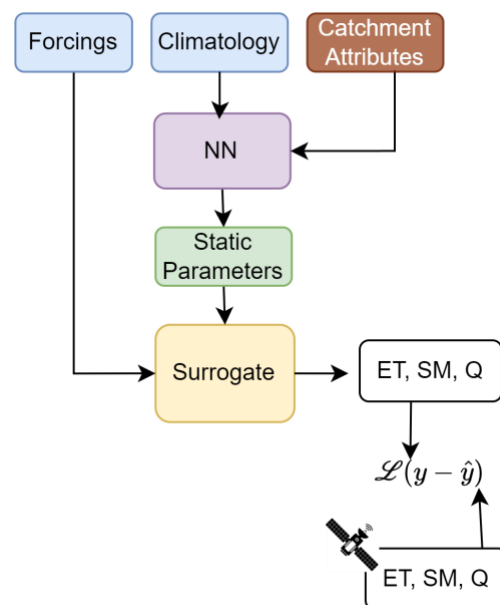 Forcings
Climatology
Catchment
Attributes
NN
Static
Parameters
Surrogate
ET, SM, Q
ℒ(y − ŷ)
ET, SM, Q